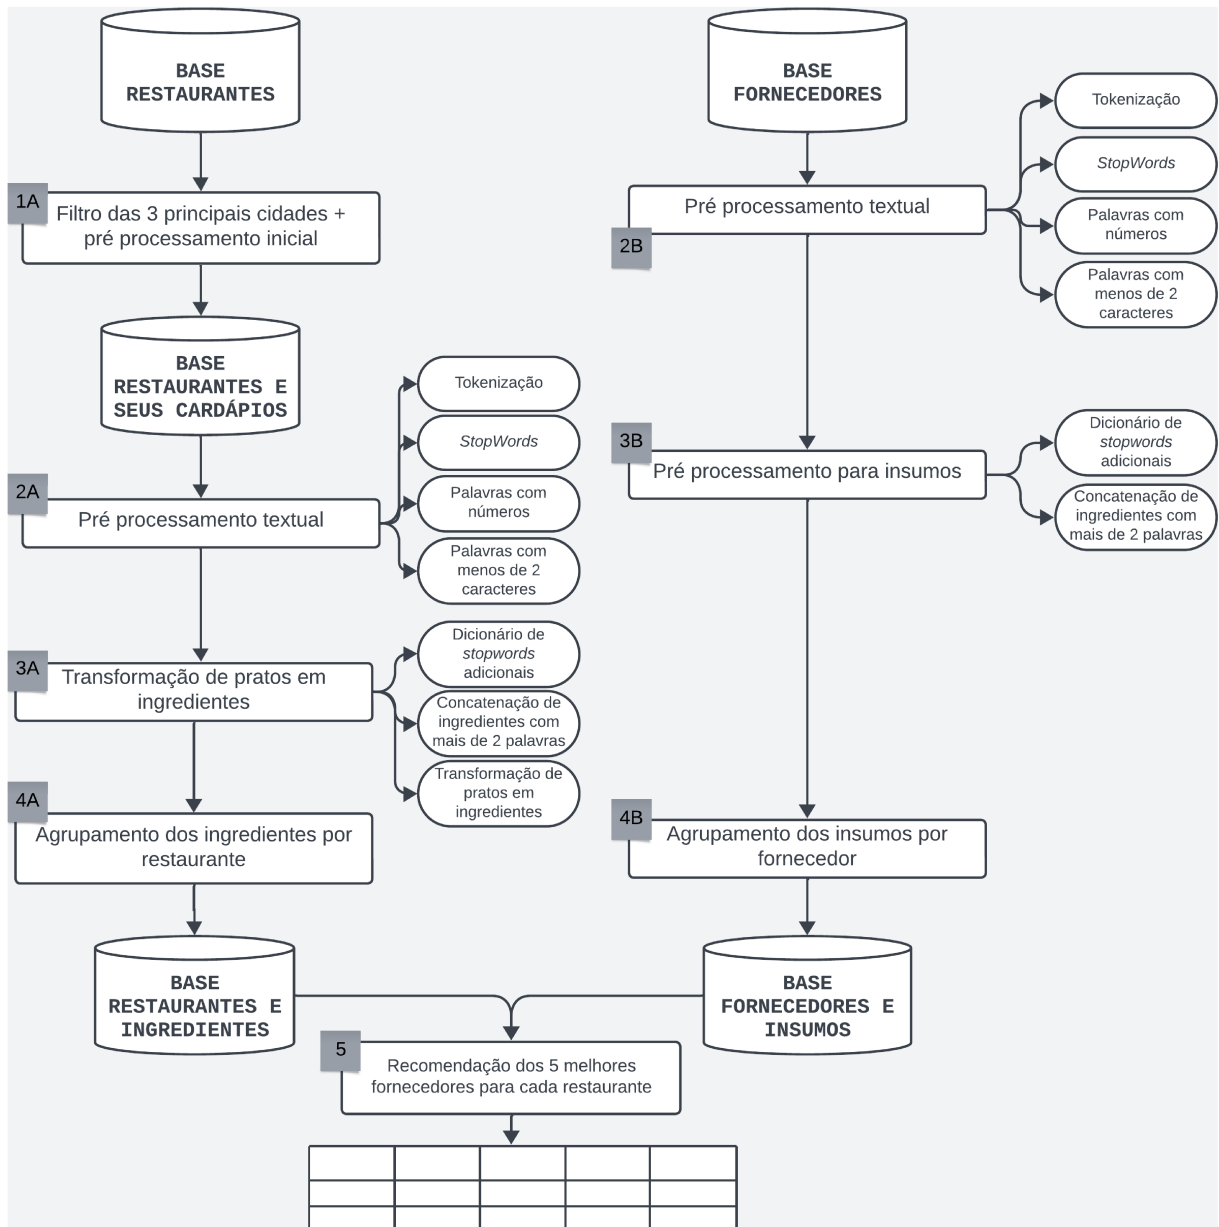 BASE
RESTAURANTES
1A
Filtro das 3 principais cidades +
pré processamento inicial
BASE
RESTAURANTES E
SEUS CARDÁPIOS
2A
Pré processamento textual
Tokenização
StopWords
Palavras com
números
Palavras com
menos de 2
caracteres
3A
Transformação de pratos em
ingredientes
Dicionário de
stopwords
adicionais
Concatenação de
ingredientes com
mais de 2 palavras
Transformação de
pratos em
ingredientes
4A
Agrupamento dos ingredientes por
restaurante
BASE
RESTAURANTES E
INGREDIENTES
BASE
FORNECEDORES
Pré processamento textual
2B
Tokenização
StopWords
Palavras com
números
Palavras com
menos de 2
caracteres
3B
Pré processamento para insumos
Dicionário de
stopwords
adicionais
Concatenação de
ingredientes com
mais de 2 palavras
4B
Agrupamento dos insumos por
fornecedor
BASE
FORNECEDORES E
INSUMOS
5
Recomendação dos 5 melhores
fornecedores para cada restaurante